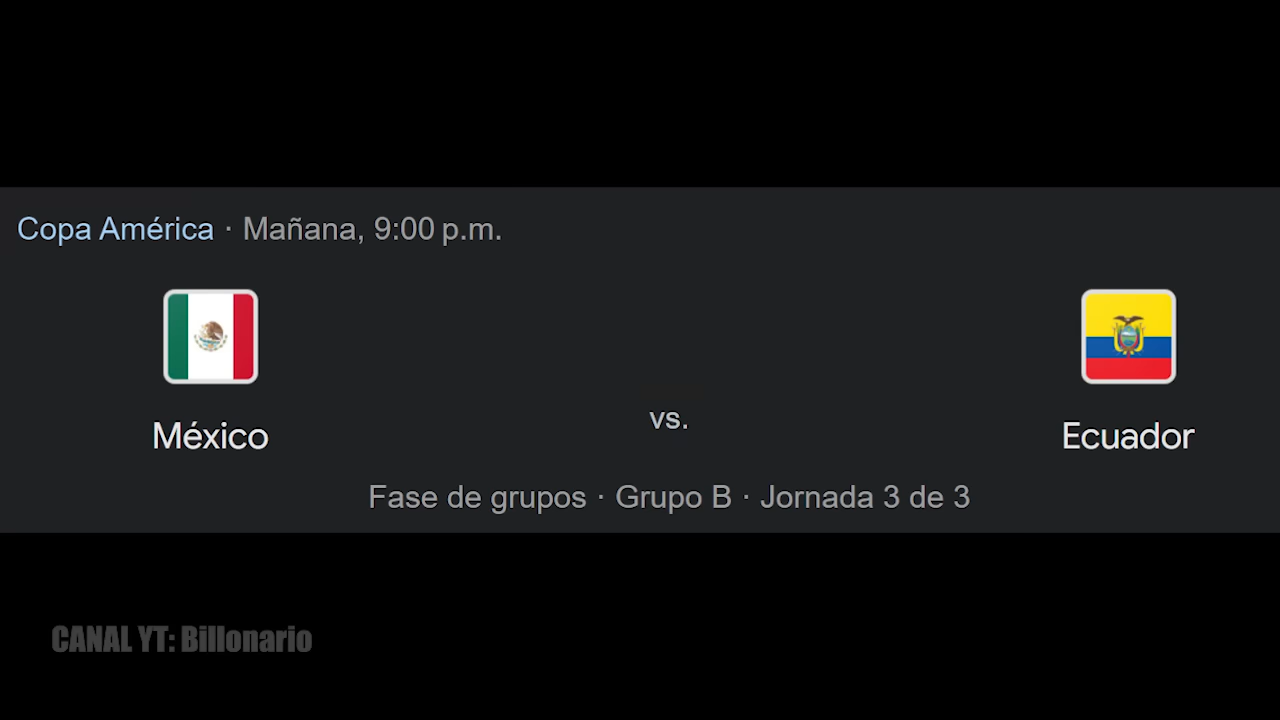 Copa América · Mañana, 9:00 p.m.
México
vs.
Ecuador
Fase de grupos · Grupo B · Jornada 3 de 3
CANAL YT: Billonario